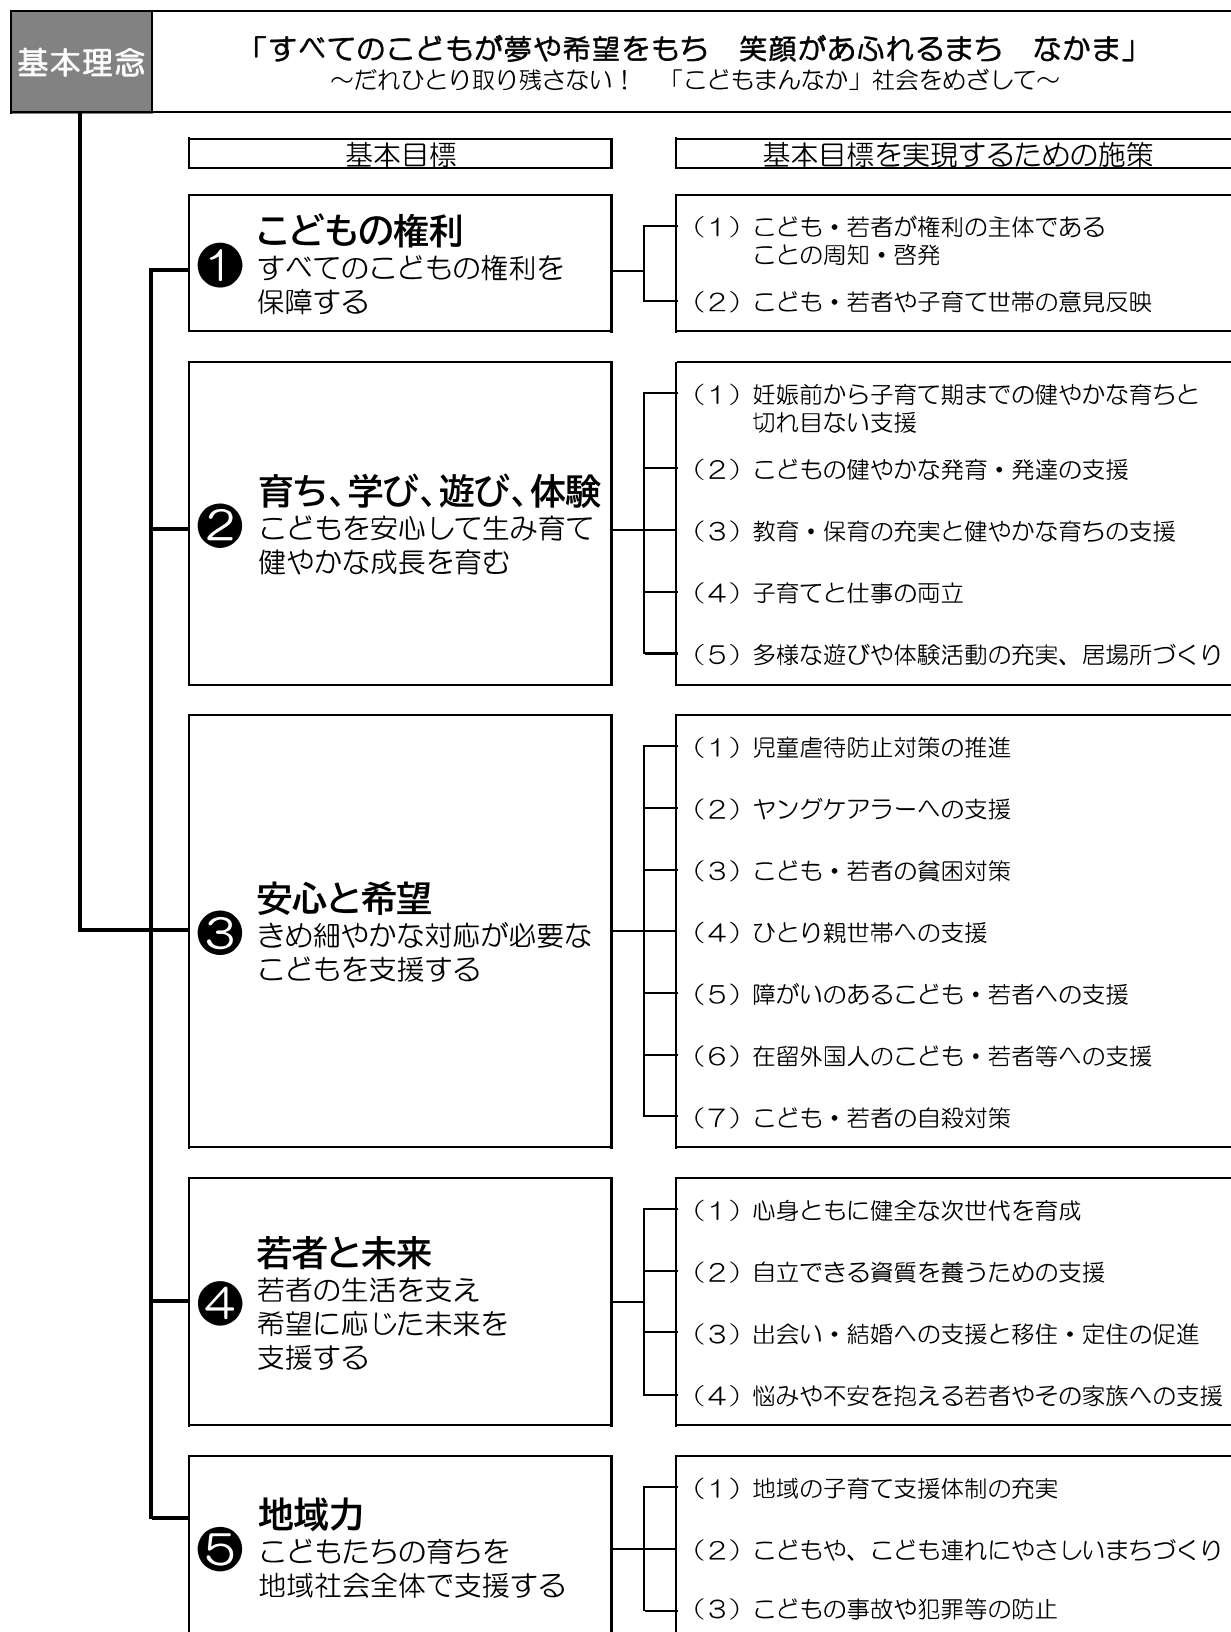 基本理念
「すべてのこどもが夢や希望をもち　笑顔があふれるまち　なかま」
～だれひとり取り残さない！　「こどもまんなか」社会をめざして～
基本目標
基本目標を実現するための施策
❶
こどもの権利
すべてのこどもの権利を
保障する
（１）こども・若者が権利の主体である
ことの周知・啓発
（２）こども・若者や子育て世帯の意見反映
❷
育ち、学び、遊び、体験
こどもを安心して生み育て
健やかな成長を育む
（１）妊娠前から子育て期までの健やかな育ちと
切れ目ない支援
（２）こどもの健やかな発育・発達の支援
（３）教育・保育の充実と健やかな育ちの支援
（４）子育てと仕事の両立
（５）多様な遊びや体験活動の充実、居場所づくり
❸
安心と希望
きめ細やかな対応が必要な
こどもを支援する
（１）児童虐待防止対策の推進
（２）ヤングケアラーへの支援
（３）こども・若者の貧困対策
（４）ひとり親世帯への支援
（５）障がいのあるこども・若者への支援
（６）在留外国人のこども・若者等への支援
（７）こども・若者の自殺対策
❹
若者と未来
若者の生活を支え
希望に応じた未来を
支援する
（１）心身ともに健全な次世代を育成
（２）自立できる資質を養うための支援
（３）出会い・結婚への支援と移住・定住の促進
（４）悩みや不安を抱える若者やその家族への支援
❺
地域力
こどもたちの育ちを
地域社会全体で支援する
（１）地域の子育て支援体制の充実
（２）こどもや、こども連れにやさしいまちづくり
（３）こどもの事故や犯罪等の防止